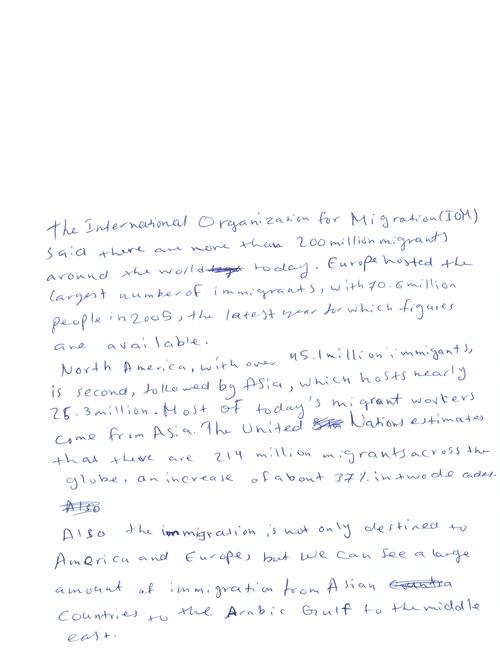 the International Organization for Migration (IOM)
said there are more than 200 million migrants
around the world today. Europe hosted the
largest number of immigrants, with 70.6 million
people in 2005, the latest year for which figures
are available.
North America, with over 45.1 million immigants,
is second, followed by Asia, which hosts nearly
25.3 million. Most of today's migrant workers
come from Asia. The United Nations estimates
that there are 214 million migrants across the
globe, an increase of about 37% in two decades.
Also
Also the immigration is not only destined to
America and Europe, but we can see a large
amount of immigration from Asian
Countries to the Arabic Gulf to the middle
east.